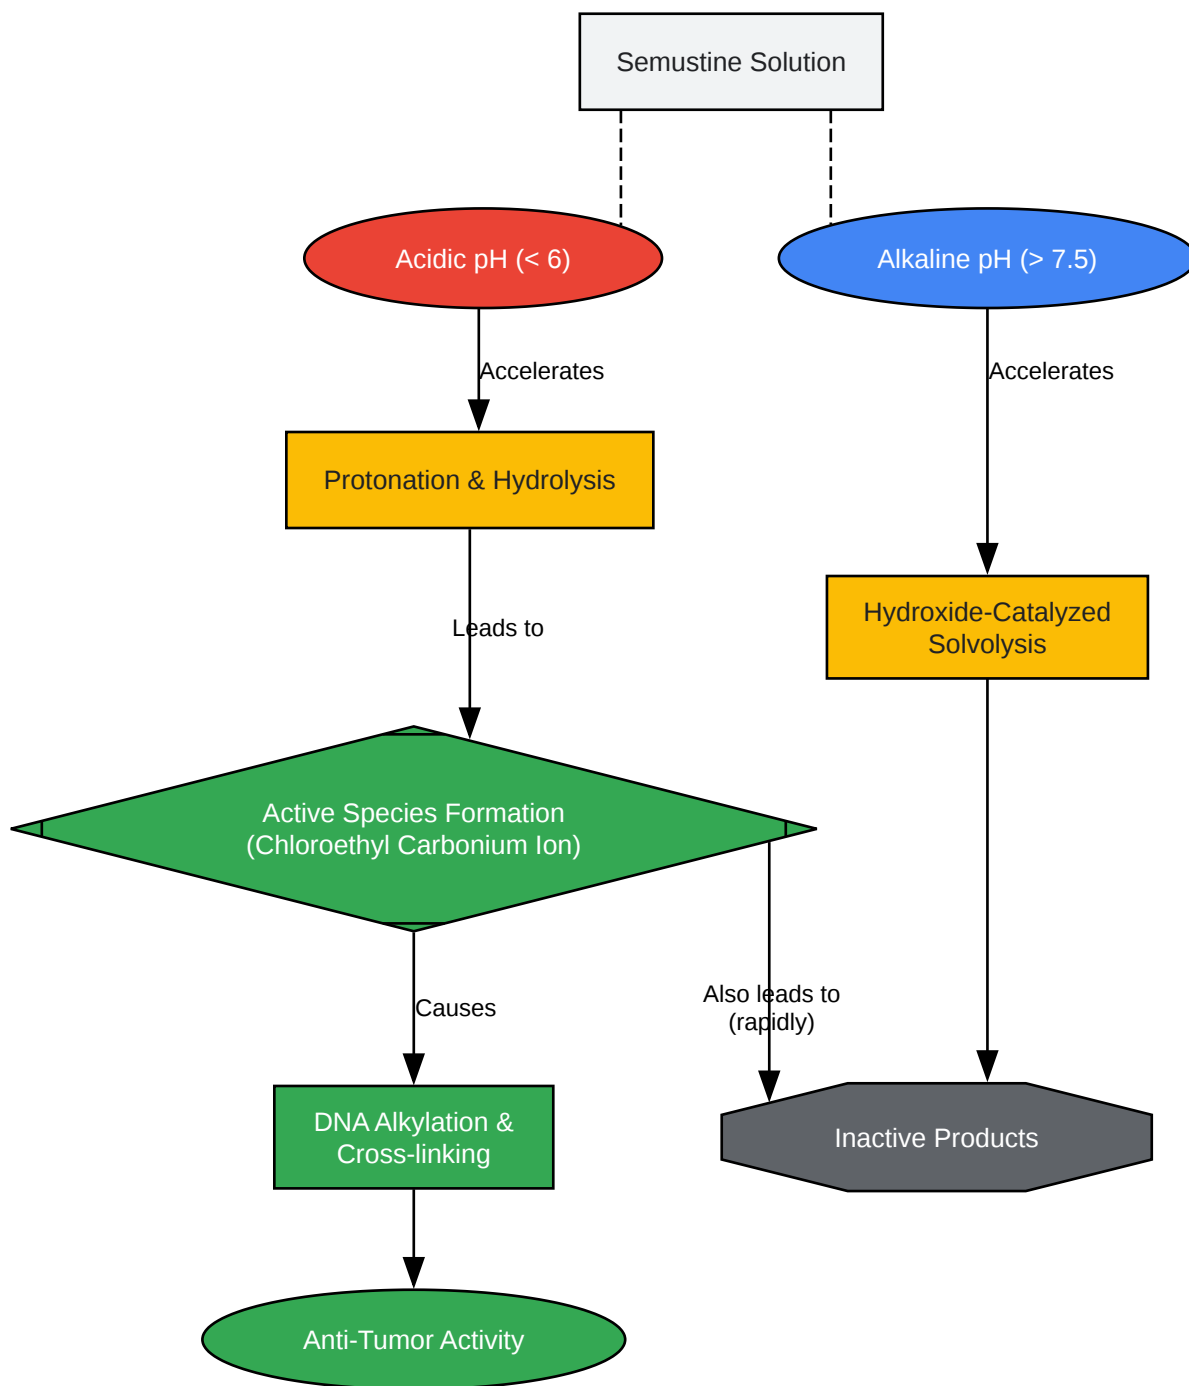 Semustine Solution
Acidic pH (< 6)
Alkaline pH (> 7.5)
Accelerates
Accelerates
Protonation & Hydrolysis
Leads to
Hydroxide-Catalyzed
Solvolysis
Active Species Formation
(Chloroethyl Carbonium Ion)
Causes
Also leads to
(rapidly)
DNA Alkylation &
Cross-linking
Inactive Products
Anti-Tumor Activity